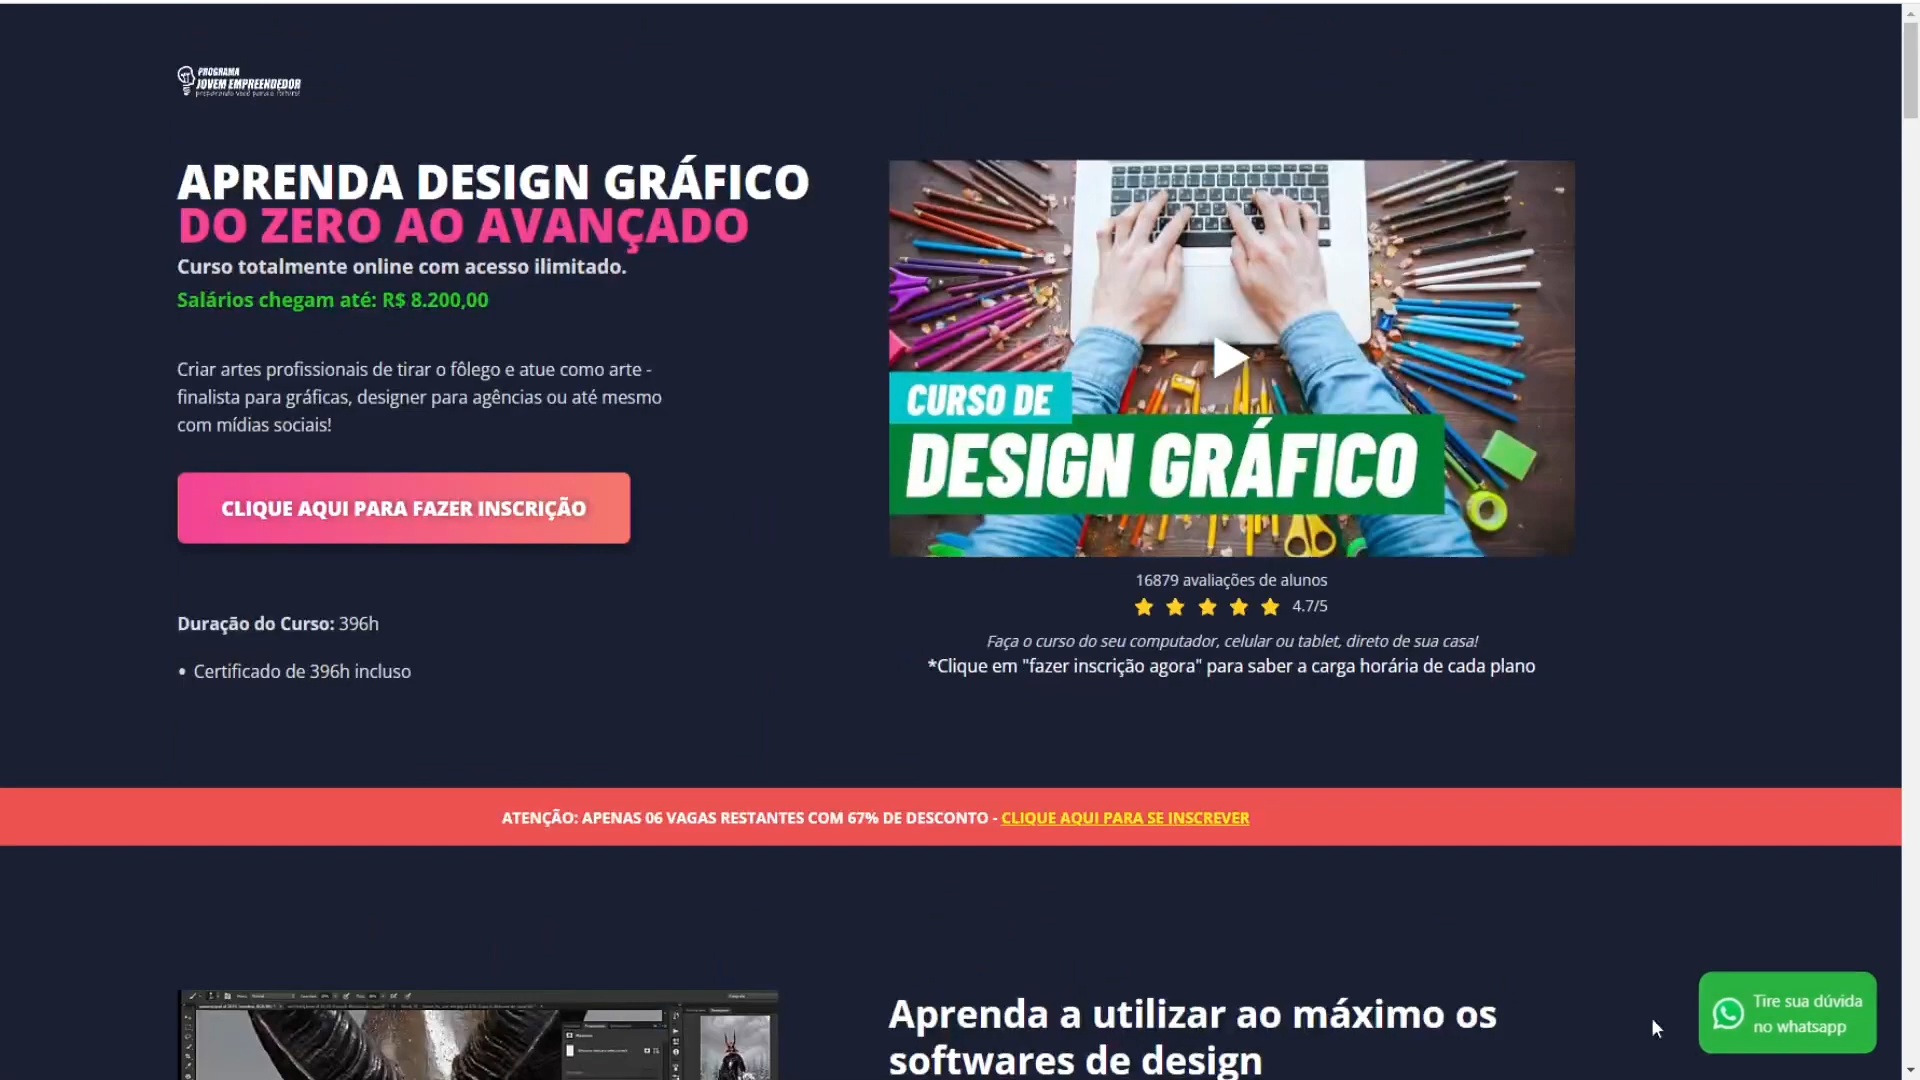 PROGRAMA
JOVEM EMPREENDEDOR
preparando você para o futuro!
APRENDA DESIGN GRÁFICO
DO ZERO AO AVANÇADO
Curso totalmente online com acesso ilimitado.
Salários chegam até: R$ 8.200,00
Criar artes profissionais de tirar o fôlego e atue como arte -
finalista para gráficas, designer para agências ou até mesmo
com mídias sociais!
CLIQUE AQUI PARA FAZER INSCRIÇÃO
Duração do Curso: 396h
• Certificado de 396h incluso
CURSO DE
DESIGN GRÁFICO
16879 avaliações de alunos
4.7/5
Faça o curso do seu computador, celular ou tablet, direto de sua casa!
*Clique em "fazer inscrição agora" para saber a carga horária de cada plano
ATENÇÃO: APENAS 06 VAGAS RESTANTES COM 67% DE DESCONTO - CLIQUE AQUI PARA SE INSCREVER
Aprenda a utilizar ao máximo os
softwares de design
Tire sua dúvida
no whatsapp